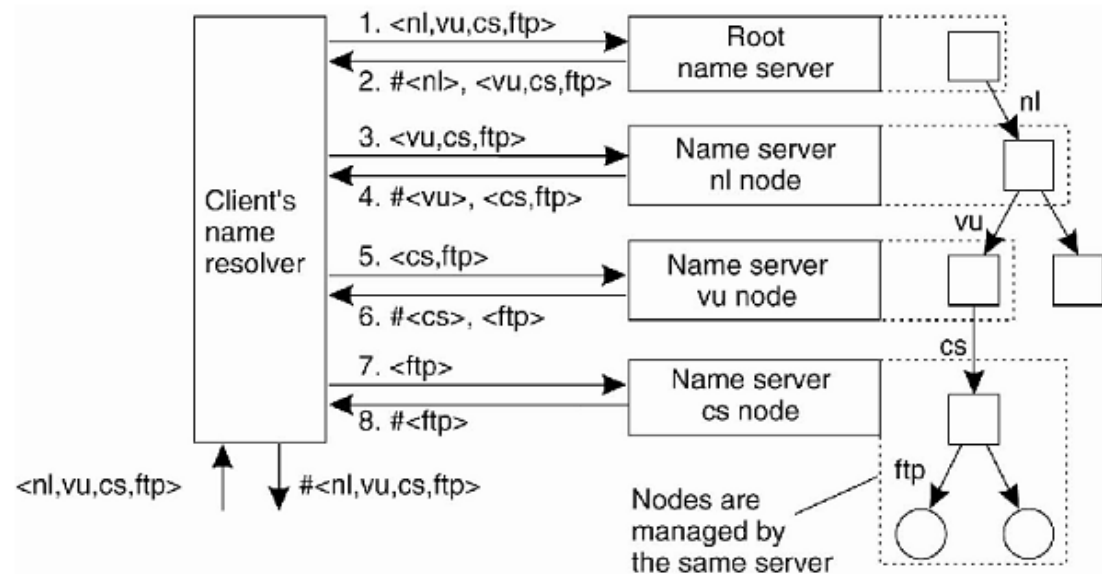 1. <nl,vu,cs,ftp>
2. #<nl>, <vu,cs,ftp>
3. <vu,cs,ftp>
4. #<vu>, <cs,ftp>
5. <cs,ftp>
6. #<cs>, <ftp>
7. <ftp>
8. #<ftp>
Client's
name
resolver
<nl,vu,cs,ftp>
#<nl,vu,cs,ftp>
Root
name server
Name server
nl node
Name server
vu node
Name server
cs node
nl
vu
cs
ftp
Nodes are
managed by
the same server